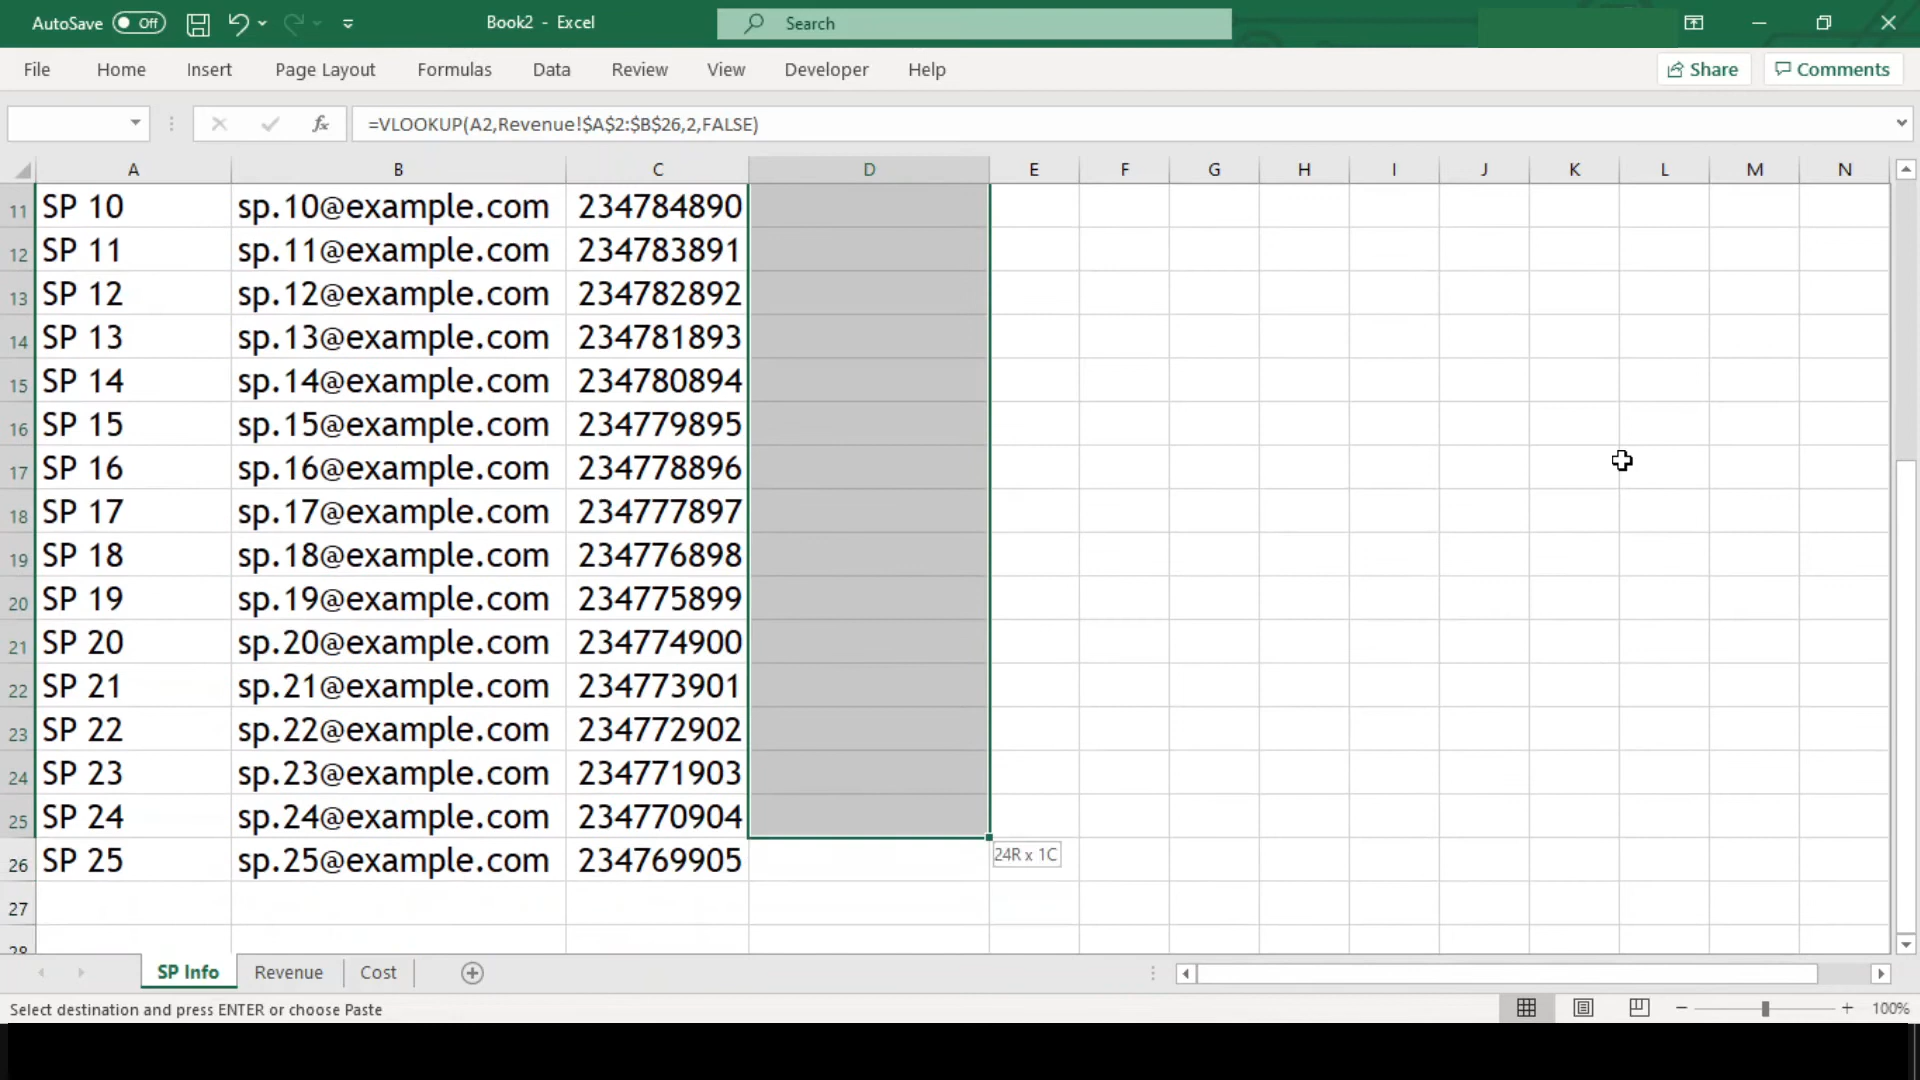 AutoSave Off Book2 - Excel Search
File Home Insert Page Layout Formulas Data Review View Developer Help Share Comments
fx =VLOOKUP(A2,Revenue!$A$2:$B$26,2,FALSE)
A B C D E F G H I J K L M N
11 SP 10 sp.10@example.com 234784890
12 SP 11 sp.11@example.com 234783891
13 SP 12 sp.12@example.com 234782892
14 SP 13 sp.13@example.com 234781893
15 SP 14 sp.14@example.com 234780894
16 SP 15 sp.15@example.com 234779895
17 SP 16 sp.16@example.com 234778896
18 SP 17 sp.17@example.com 234777897
19 SP 18 sp.18@example.com 234776898
20 SP 19 sp.19@example.com 234775899
21 SP 20 sp.20@example.com 234774900
22 SP 21 sp.21@example.com 234773901
23 SP 22 sp.22@example.com 234772902
24 SP 23 sp.23@example.com 234771903
25 SP 24 sp.24@example.com 234770904
26 SP 25 sp.25@example.com 234769905 24R x 1C
27
28
SP Info Revenue Cost
Select destination and press ENTER or choose Paste 100%